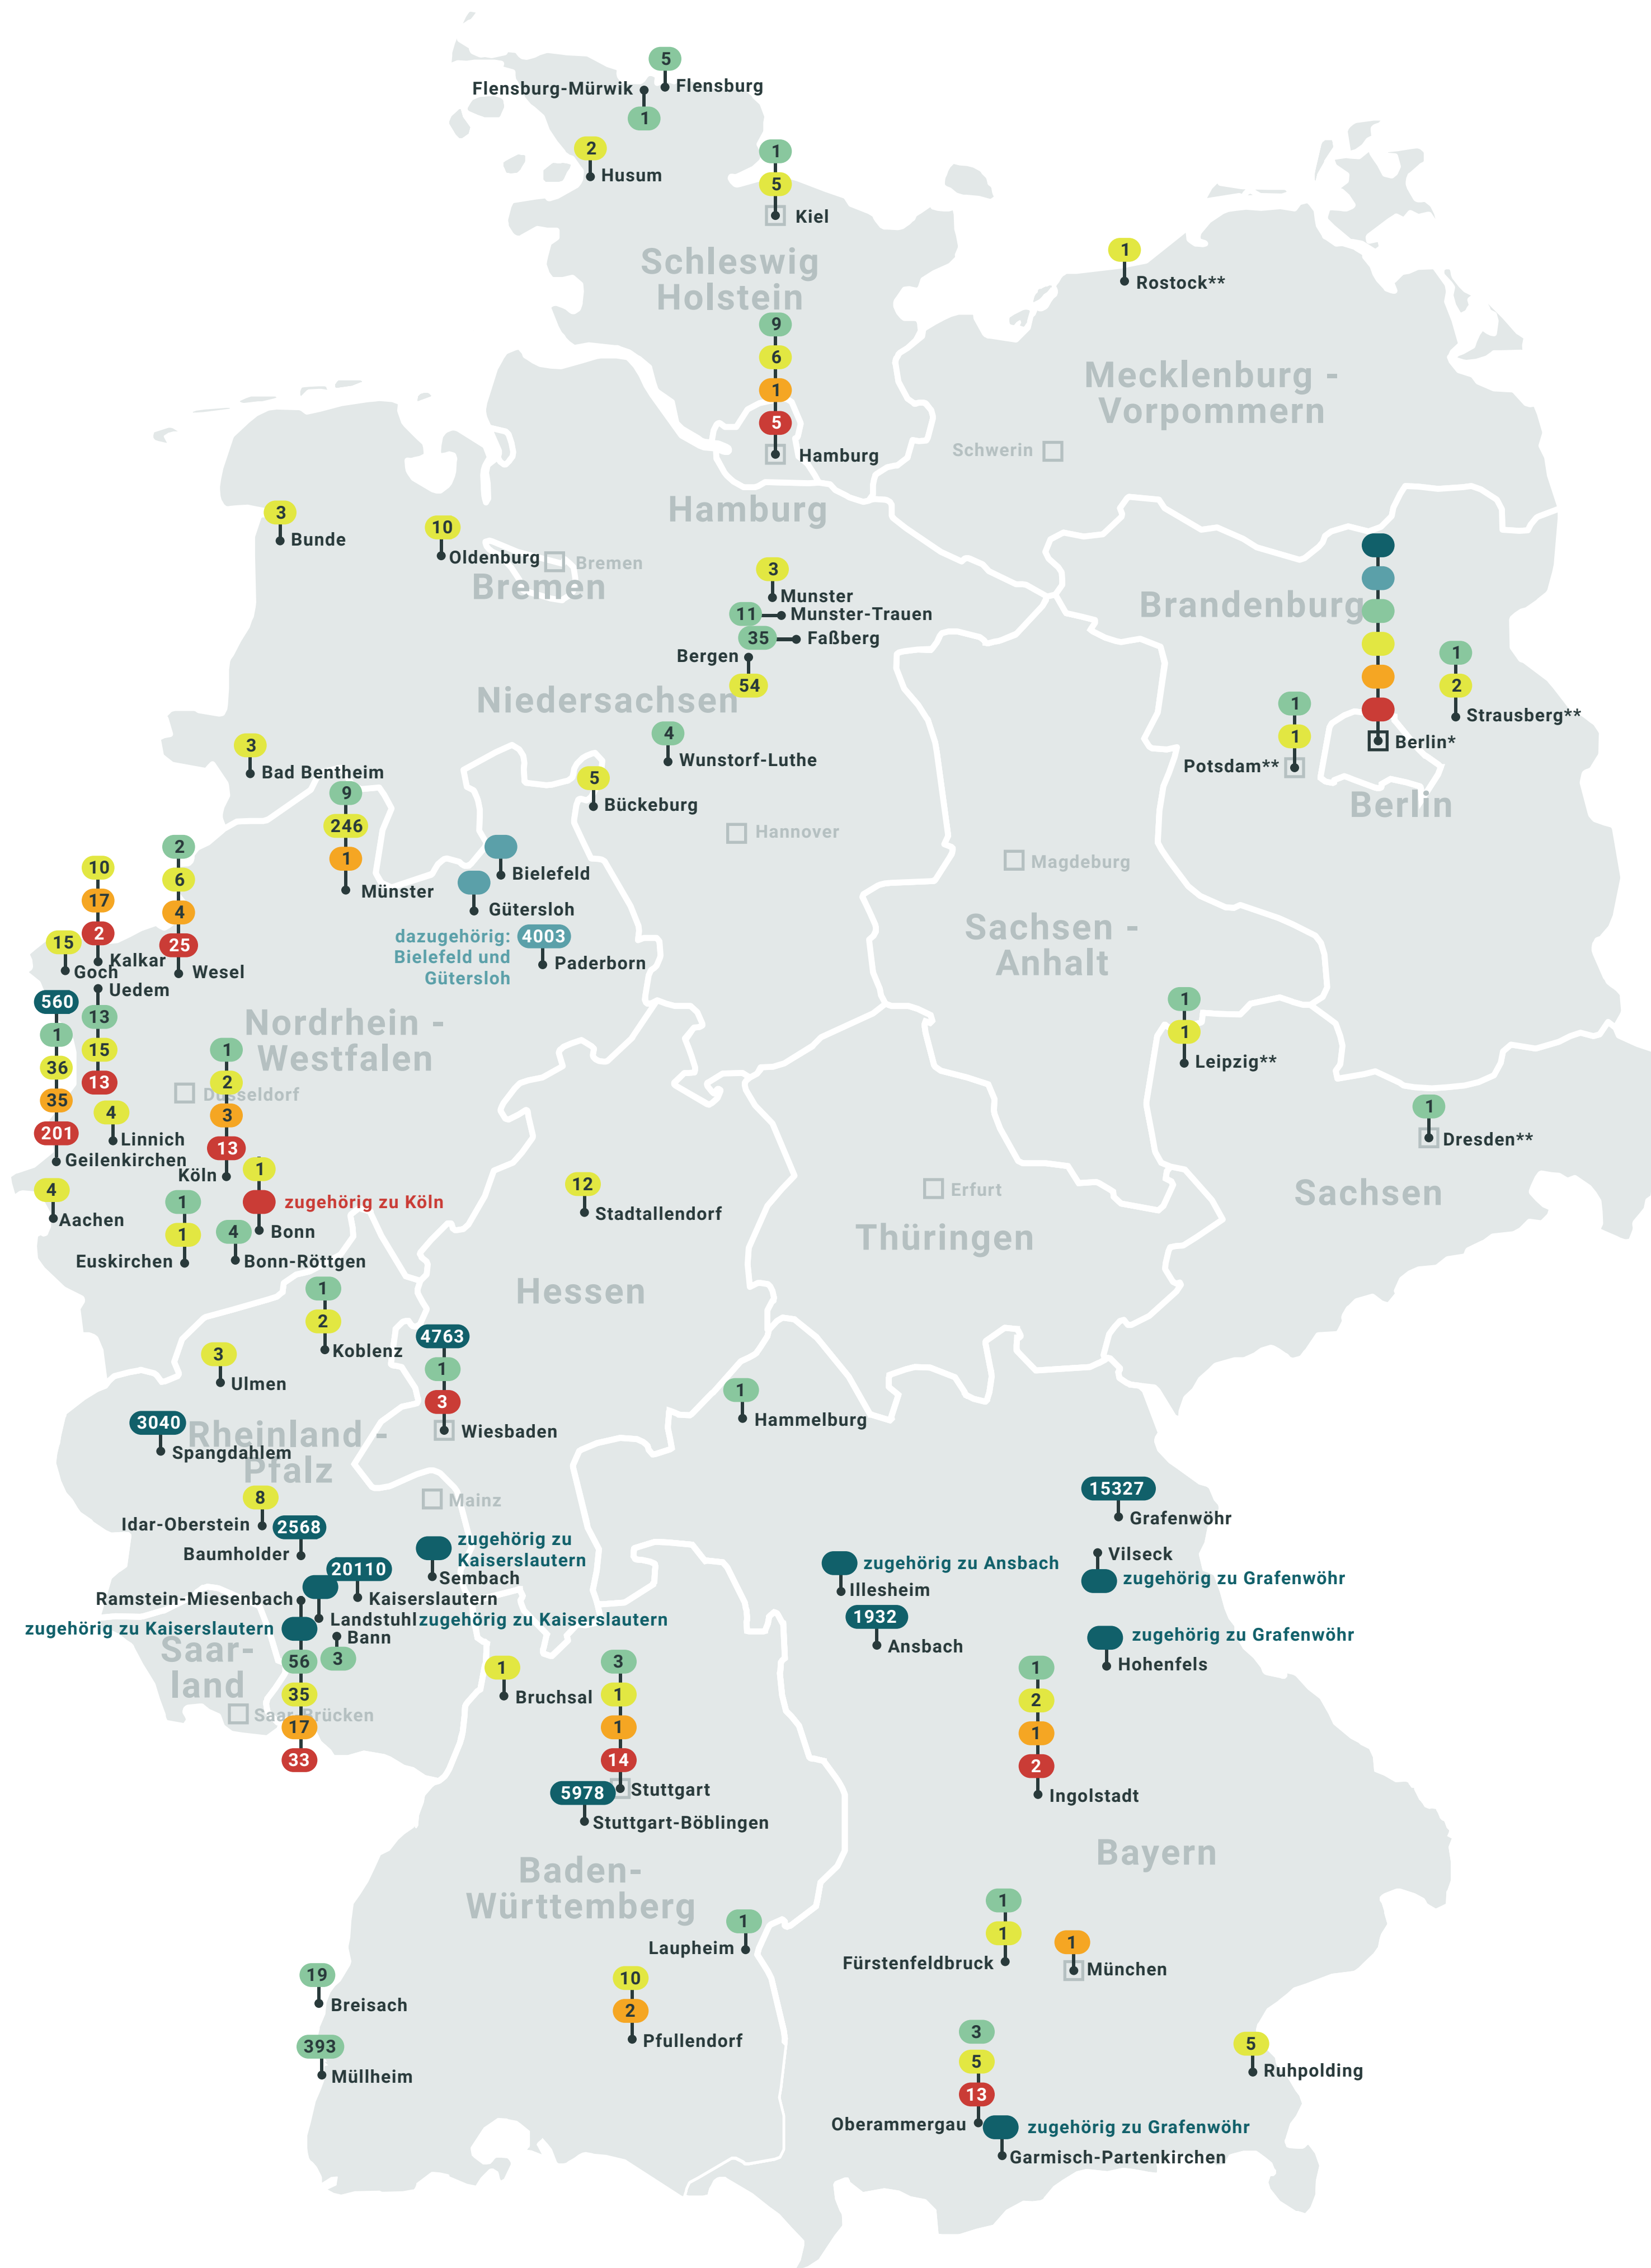 5
Flensburg-Mürwik
Flensburg
1
2
Husum
1
5
Kiel
Schleswig
Holstein
1
Rostock**
9
6
1
5
Hamburg
Mecklenburg -
Vorpommern
Schwerin
Hamburg
3
Bunde
10
Oldenburg
Bremen
Bremen
3
Munster
11
Munster-Trauen
35
Faßberg
Bergen
54
Brandenburg
Berlin*
1
2
Strausberg**
1
1
Potsdam**
Berlin
Niedersachsen
4
Wunstorf-Luthe
3
Bad Bentheim
5
Bückeburg
Hannover
Magdeburg
9
246
1
Münster
Bielefeld
Gütersloh
dazugehörig:
Bielefeld und
Gütersloh
4003
Paderborn
Sachsen -
Anhalt
2
6
4
25
Wesel
10
17
2
Kalkar
15
Goch
Uedem
13
15
13
560
1
36
35
201
Geilenkirchen
4
Linnich
Nordrhein -
Westfalen
Düsseldorf
1
2
3
13
Köln
1
zugehörig zu Köln
Bonn
4
Aachen
1
1
Euskirchen
4
Bonn-Röttgen
1
1
Leipzig**
1
Dresden**
Sachsen
12
Stadtallendorf
Erfurt
Thüringen
Hessen
1
2
Koblenz
3
Ulmen
4763
1
3
Wiesbaden
1
Hammelburg
3040
Spangdahlem
Rheinland -
Pfalz
Mainz
8
Idar-Oberstein
2568
Baumholder
20110
Kaiserslautern
zugehörig zu
Kaiserslautern
Sembach
Ramstein-Miesenbach
Landstuhl
zugehörig zu Kaiserslautern
zugehörig zu Kaiserslautern
Bann
3
56
35
17
33
Saar-
land
Saar-Brücken
15327
Grafenwöhr
Vilseck
zugehörig zu Grafenwöhr
zugehörig zu Ansbach
Illesheim
1932
Ansbach
zugehörig zu Grafenwöhr
Hohenfels
1
Bruchsal
3
1
1
14
Stuttgart
5978
Stuttgart-Böblingen
1
2
1
2
Ingolstadt
Bayern
Baden-
Württemberg
1
Laupheim
1
1
Fürstenfeldbruck
1
München
19
Breisach
10
2
Pfullendorf
393
Müllheim
3
5
13
Oberammergau
5
Ruhpolding
zugehörig zu Grafenwöhr
Garmisch-Partenkirchen